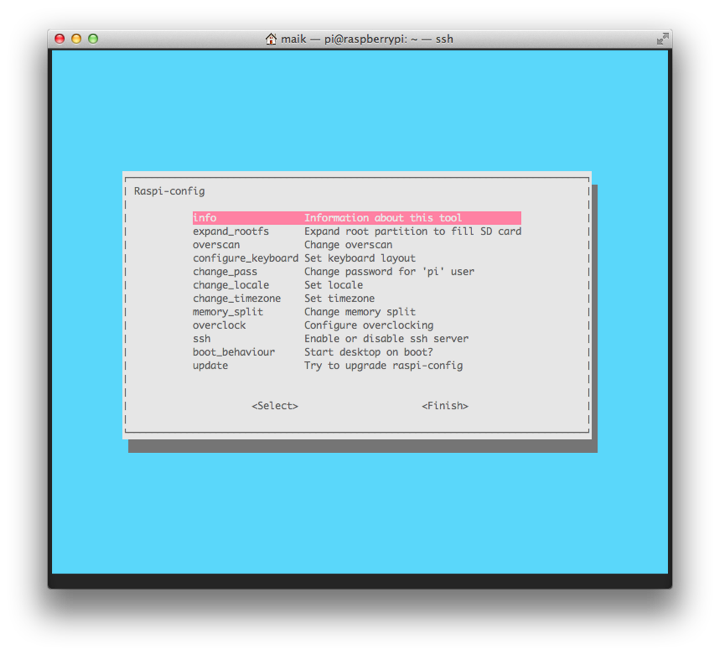 maik — pi@raspberrypi: ~ — ssh
Raspi-config
info Information about this tool
expand_rootfs Expand root partition to fill SD card
overscan Change overscan
configure_keyboard Set keyboard layout
change_pass Change password for 'pi' user
change_locale Set locale
change_timezone Set timezone
memory_split Change memory split
overclock Configure overclocking
ssh Enable or disable ssh server
boot_behaviour Start desktop on boot?
update Try to upgrade raspi-config
<Select> <Finish>